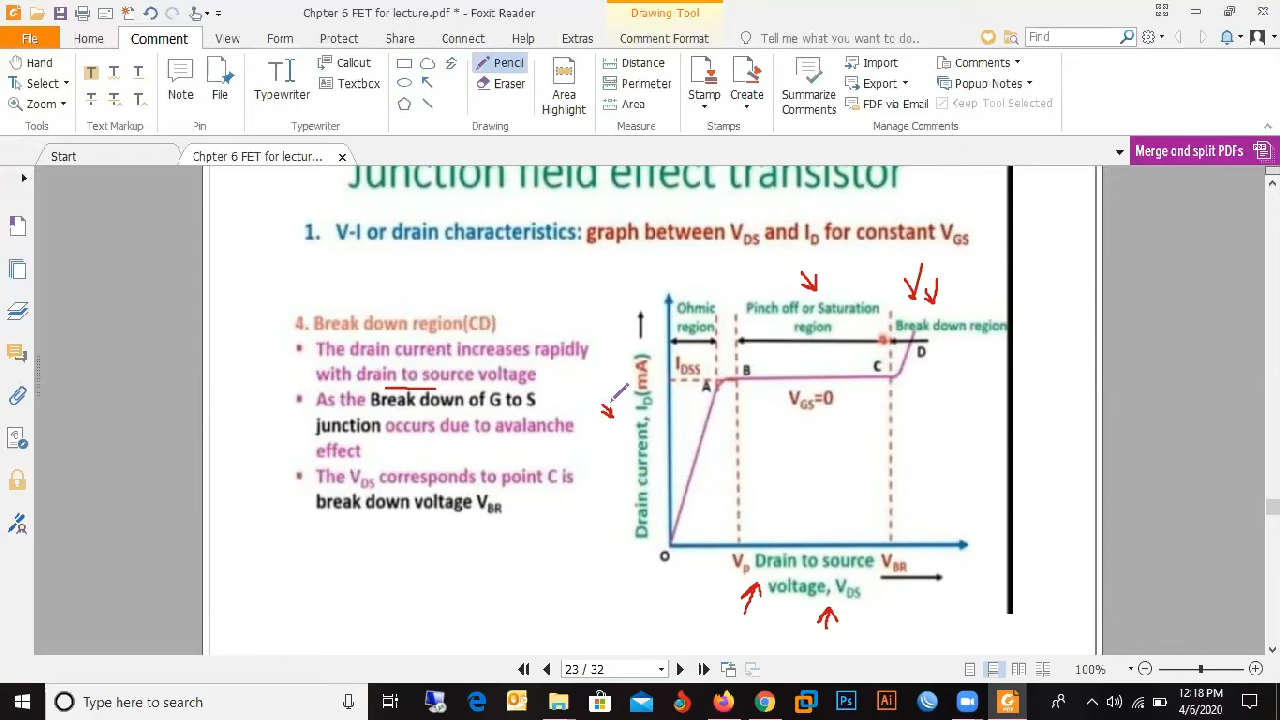 Chpter 6 FET for lecture.pdf * - Foxit Reader
Drawing Tool
File
Home
Comment
View
Form
Protect
Share
Connect
Help
Extras
Comment Format
Tell me what you want to do...
Find
Hand
Select
Zoom
Tools
T T T
T T T
Text Markup
Note
File
Pin
Typewriter
Callout
Textbox
Typewriter
Pencil
Eraser
Drawing
Area
Highlight
Distance
Perimeter
Area
Measure
Stamp
Create
Stamps
Summarize
Comments
Import
Export
FDF via Email
Comments
Popup Notes
Keep Tool Selected
Manage Comments
Start
Chpter 6 FET for lectur...
Merge and split PDFs
Junction field effect transistor
1. V-I or drain characteristics: graph between VDS and ID for constant VGS
4. Break down region(CD)
• The drain current increases rapidly
with drain to source voltage
• As the Break down of G to S
junction occurs due to avalanche
effect
• The VDS corresponds to point C is
break down voltage VBR
Ohmic
region
Pinch off or Saturation
region
Break down region
IDSS
A
B
C
D
VGS=0
Drain current, ID(mA)
O
Vp Drain to source VBR
voltage, VDS
23 / 32
100%
Type here to search
Ps
Ai
12:18 PM
4/6/2020